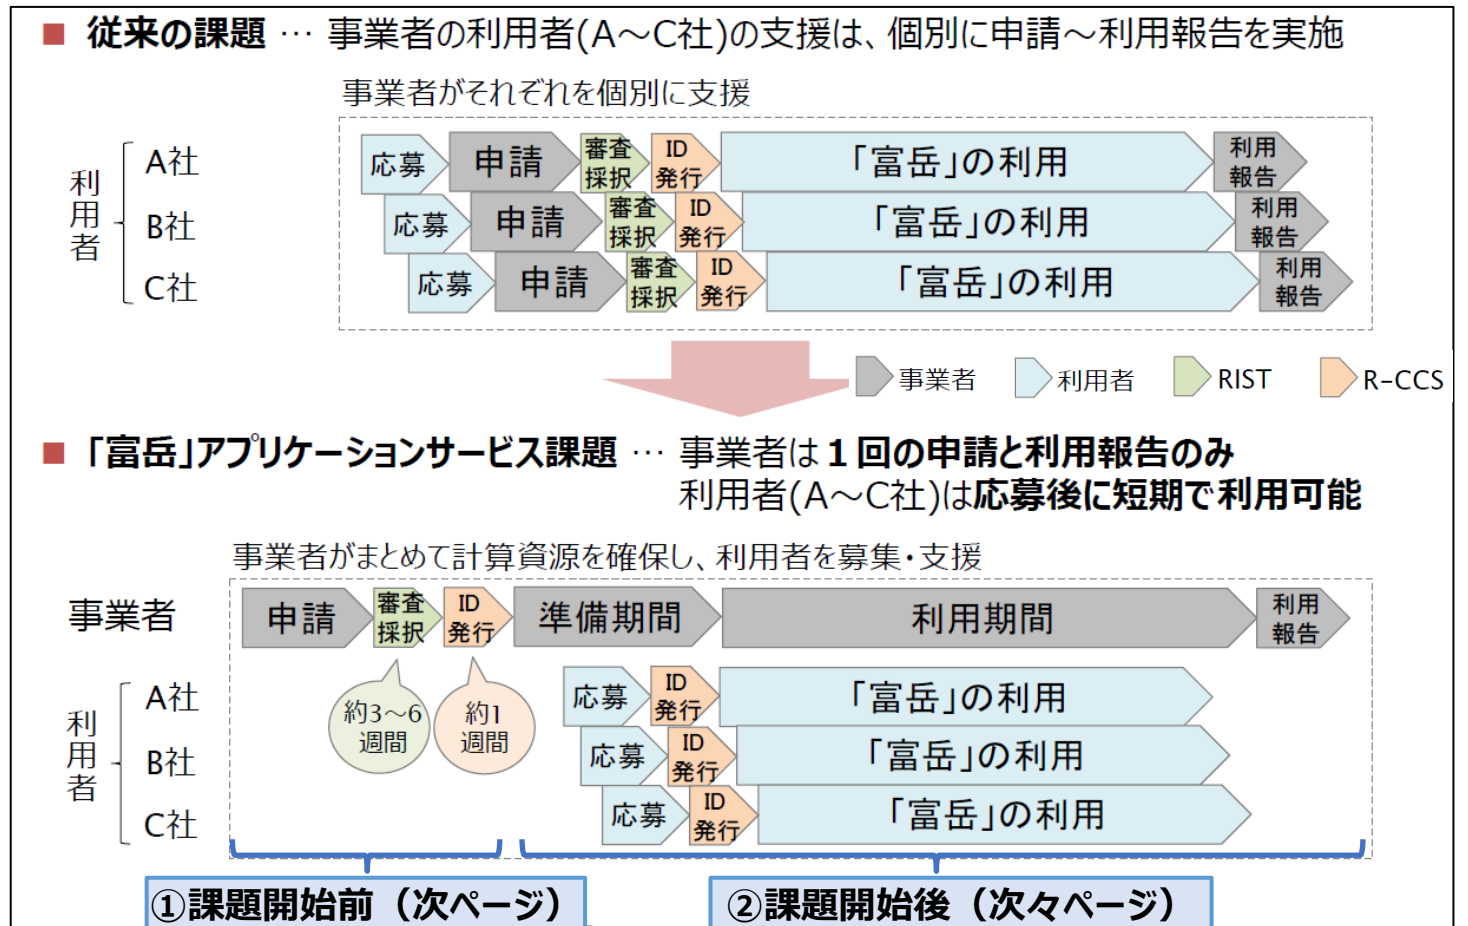 ■ 従来の課題 … 事業者の利用者(A～C社)の支援は、個別に申請～利用報告を実施
事業者がそれぞれを個別に支援
利用者
A社
応募
申請
審査
採択
ID
発行
「富岳」の利用
利用
報告
B社
応募
申請
審査
採択
ID
発行
「富岳」の利用
利用
報告
C社
応募
申請
審査
採択
ID
発行
「富岳」の利用
利用
報告
事業者
利用者
RIST
R-CCS
■ 「富岳」アプリケーションサービス課題 … 事業者は１回の申請と利用報告のみ
利用者(A～C社)は応募後に短期で利用可能
事業者がまとめて計算資源を確保し、利用者を募集・支援
事業者
申請
審査
採択
ID
発行
準備期間
利用期間
利用
報告
約3～6
週間
約1
週間
利用者
A社
応募
ID
発行
「富岳」の利用
B社
応募
ID
発行
「富岳」の利用
C社
応募
ID
発行
「富岳」の利用
①課題開始前（次ページ）
②課題開始後（次々ページ）